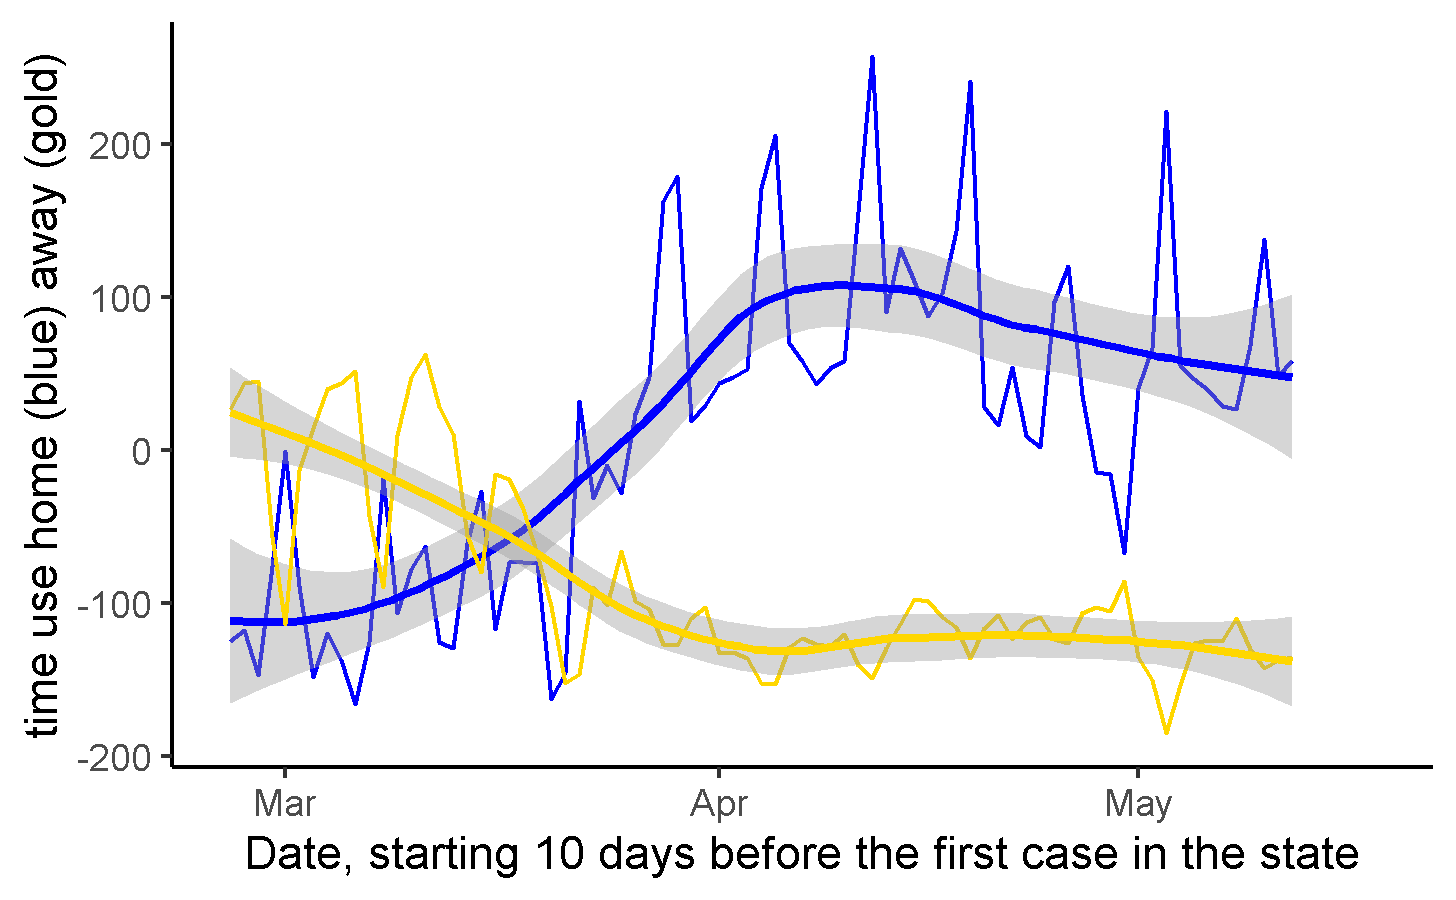 time use home (blue) away (gold)
200
100
0
-100
-200
Mar
Apr
May
Date, starting 10 days before the first case in the state